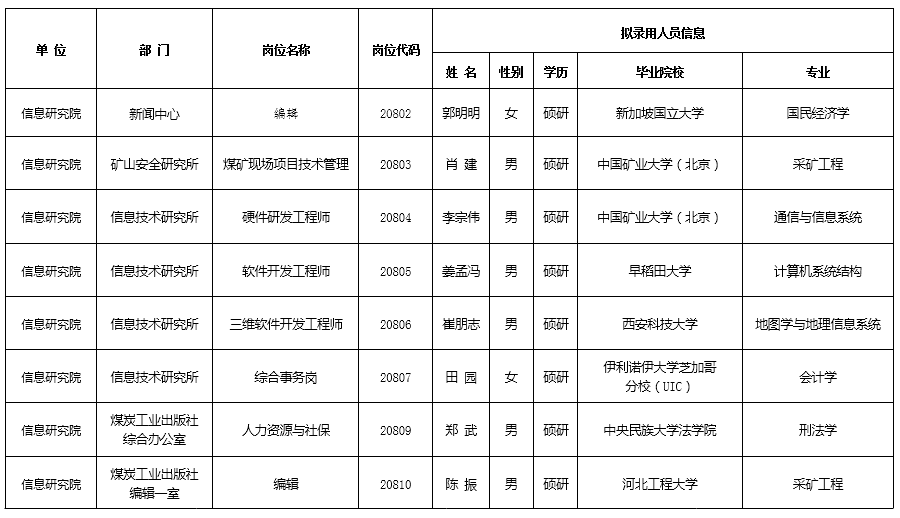 单 位 部 门 岗位名称 岗位代码 拟录用人员信息
姓 名 性别 学历 毕业院校 专业
信息研究院 新闻中心 编辑 20802 郭明明 女 硕研 新加坡国立大学 国民经济学
信息研究院 矿山安全研究所 煤矿现场项目技术管理 20803 肖 建 男 硕研 中国矿业大学（北京） 采矿工程
信息研究院 信息技术研究所 硬件研发工程师 20804 李宗伟 男 硕研 中国矿业大学（北京） 通信与信息系统
信息研究院 信息技术研究所 软件开发工程师 20805 姜孟冯 男 硕研 早稻田大学 计算机系统结构
信息研究院 信息技术研究所 三维软件开发工程师 20806 崔朋志 男 硕研 西安科技大学 地图学与地理信息系统
信息研究院 信息技术研究所 综合事务岗 20807 田 园 女 硕研 伊利诺伊大学芝加哥
分校（UIC） 会计学
信息研究院 煤炭工业出版社
综合办公室 人力资源与社保 20809 郑 武 男 硕研 中央民族大学法学院 刑法学
信息研究院 煤炭工业出版社
编辑一室 编辑 20810 陈 振 男 硕研 河北工程大学 采矿工程